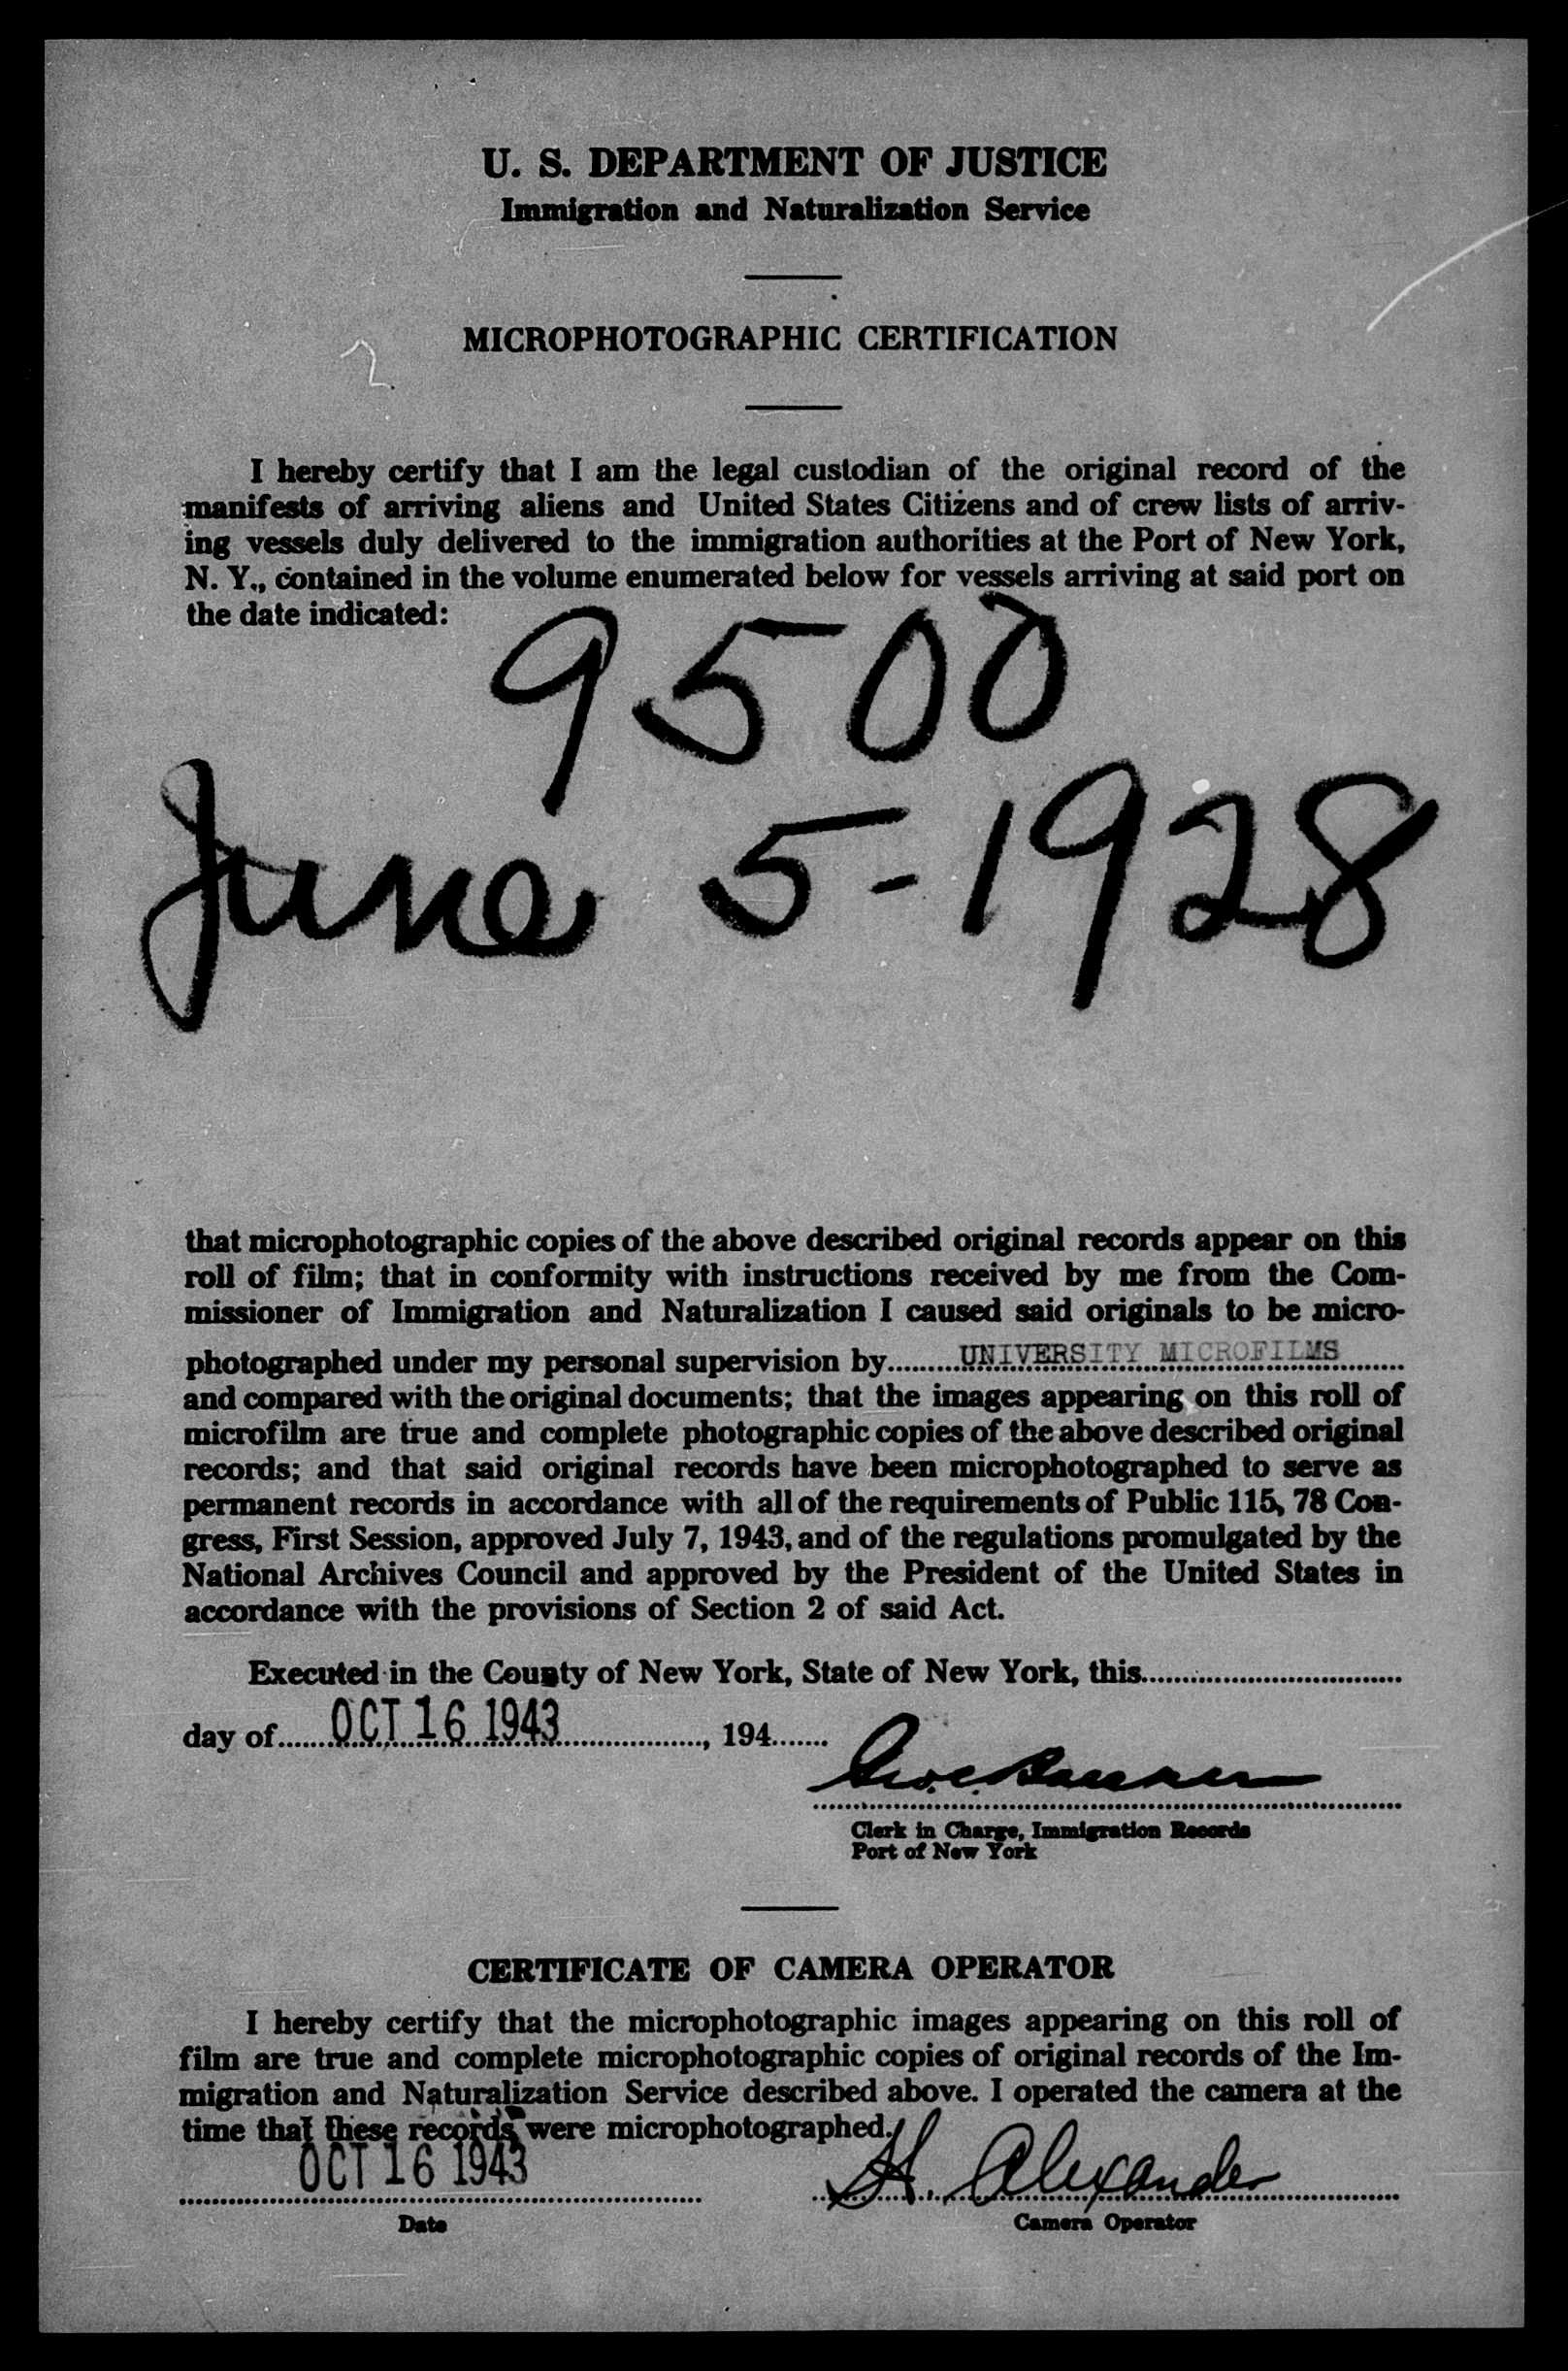 U. S. DEPARTMENT OF JUSTICE
Immigration and Naturalization Service
MICROPHOTOGRAPHIC CERTIFICATION
2
I hereby certify that I am the legal custodian of the original record of the
manifests of arriving aliens and United States Citizens and of crew lists of arriv-
ing vessels duly delivered to the immigration authorities at the Port of New York,
N. Y., contained in the volume enumerated below for vessels arriving at said port on
the date indicated:
9500
June 5-1928
that microphotographic copies of the above described original records appear on this
roll of film; that in conformity with instructions received by me from the Com-
missioner of Immigration and Naturalization I caused said originals to be micro-
photographed under my personal supervision by UNIVERSITY MICROFILMS
and compared with the original documents; that the images appearing on this roll of
microfilm are true and complete photographic copies of the above described original
records; and that said original records have been microphotographed to serve as
permanent records in accordance with all of the requirements of Public 115, 78 Con-
gress, First Session, approved July 7, 1943, and of the regulations promulgated by the
National Archives Council and approved by the President of the United States in
accordance with the provisions of Section 2 of said Act.
Executed in the County of New York, State of New York, this
day of OCT 16 1943, 194
Clerk in Charge, Immigration Records
Port of New York
CERTIFICATE OF CAMERA OPERATOR
I hereby certify that the microphotographic images appearing on this roll of
film are true and complete microphotographic copies of original records of the Im-
migration and Naturalization Service described above. I operated the camera at the
time that these records were microphotographed.
OCT 16 1943 H. Alexander
Date Camera Operator